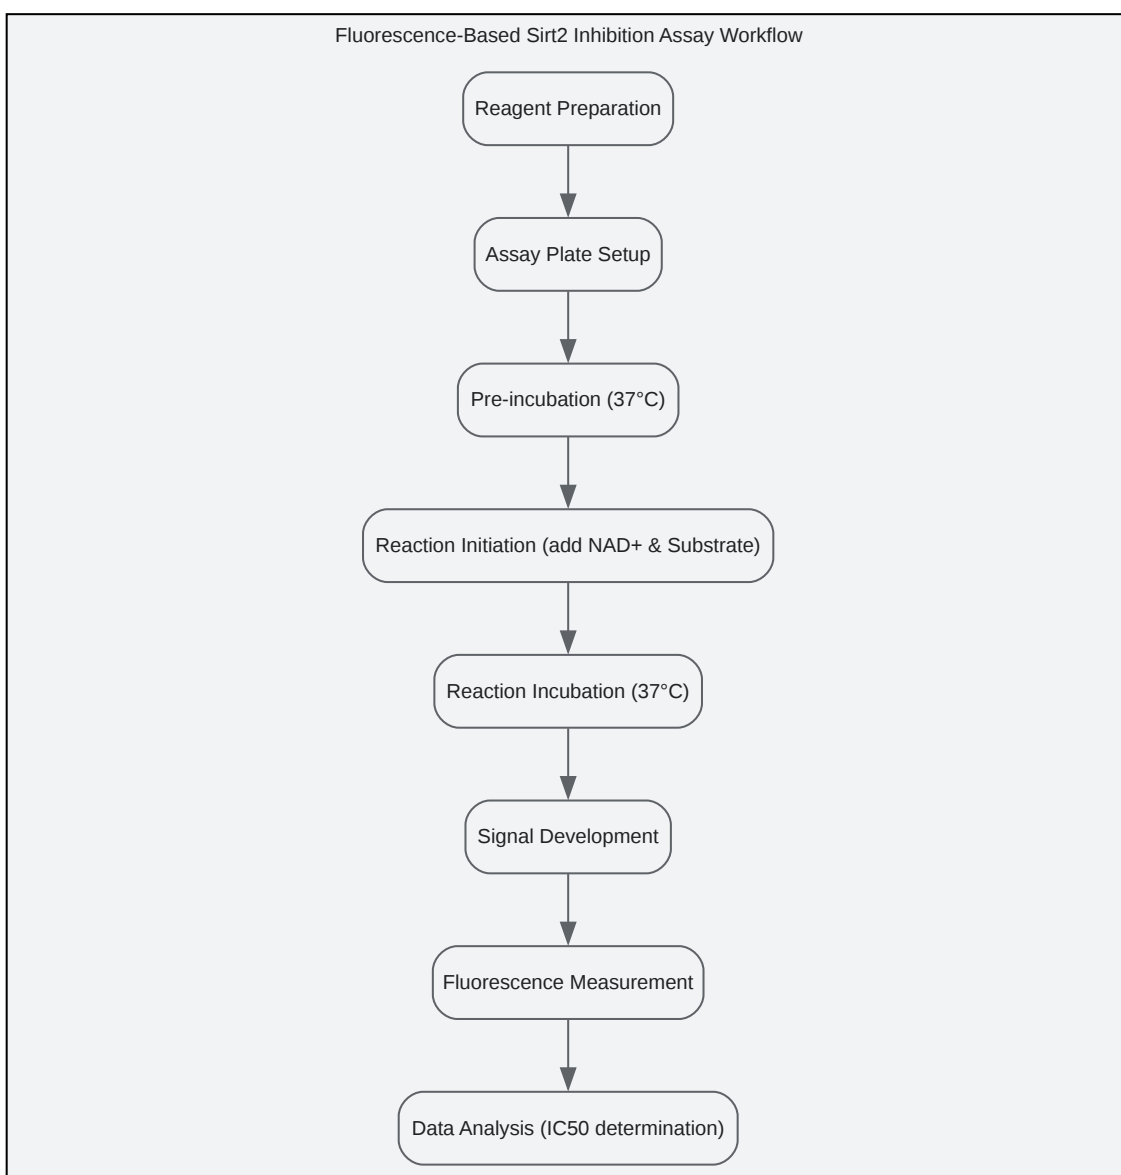 Fluorescence-Based Sirt2 Inhibition Assay Workflow
Reagent Preparation
Assay Plate Setup
Pre-incubation (37°C)
Reaction Initiation (add NAD+ & Substrate)
Reaction Incubation (37°C)
Signal Development
Fluorescence Measurement
Data Analysis (IC50 determination)